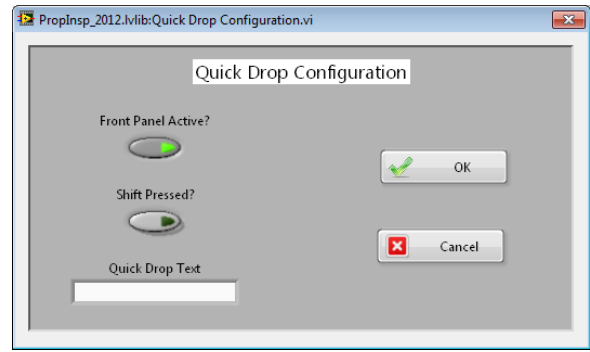 PropInsp_2012.lvlib:Quick Drop Configuration.vi
Quick Drop Configuration
Front Panel Active?
OK
Shift Pressed?
Cancel
Quick Drop Text